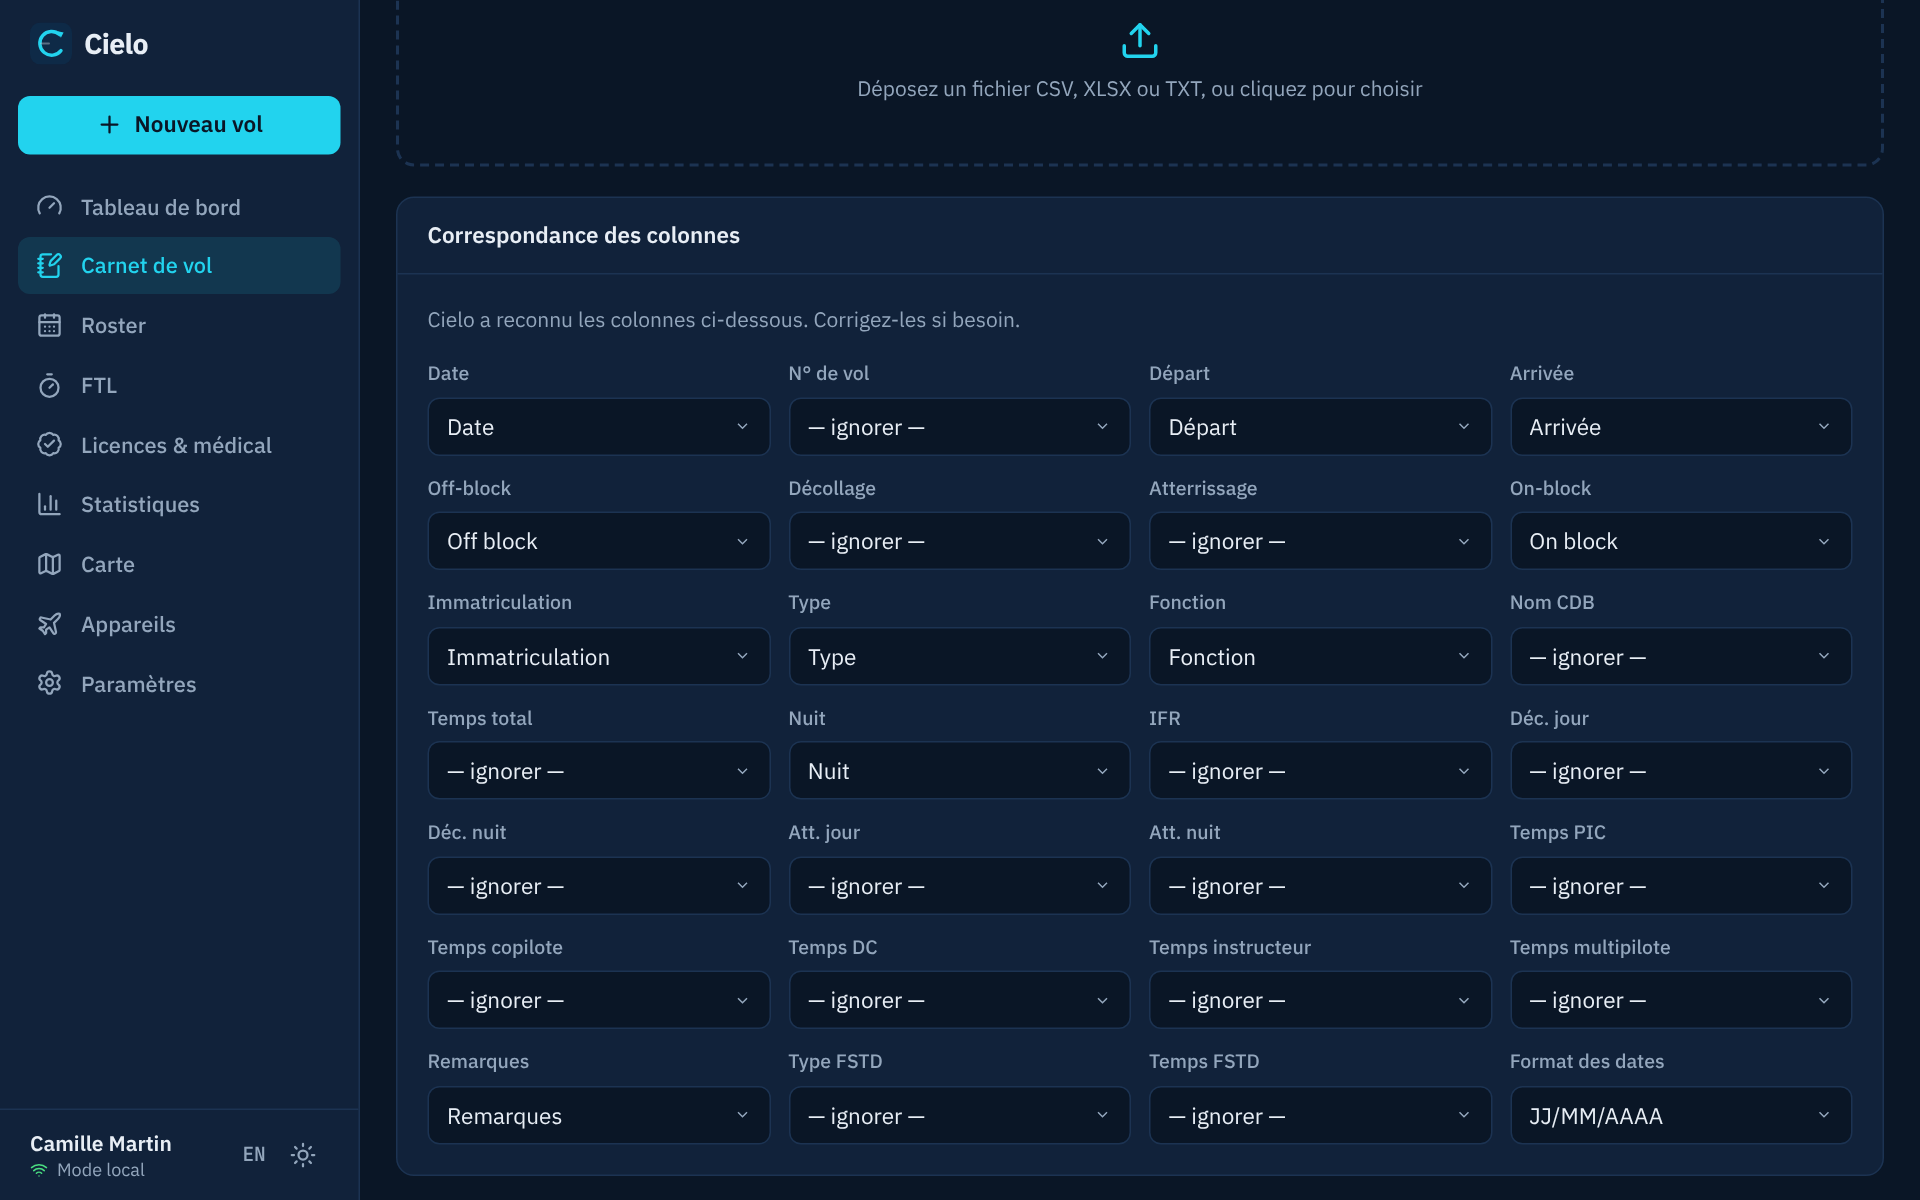 Cielo
Nouveau vol
Tableau de bord
Carnet de vol
Roster
FTL
Licences & médical
Statistiques
Carte
Appareils
Paramètres
Camille Martin
Mode local
EN
Déposez un fichier CSV, XLSX ou TXT, ou cliquez pour choisir
Correspondance des colonnes
Cielo a reconnu les colonnes ci-dessous. Corrigez-les si besoin.
Date N° de vol Départ Arrivée
Date — ignorer — Départ Arrivée
Off-block Décollage Atterrissage On-block
Off block — ignorer — — ignorer — On block
Immatriculation Type Fonction Nom CDB
Immatriculation Type Fonction — ignorer —
Temps total Nuit IFR Déc. jour
— ignorer — Nuit — ignorer — — ignorer —
Déc. nuit Att. jour Att. nuit Temps PIC
— ignorer — — ignorer — — ignorer — — ignorer —
Temps copilote Temps DC Temps instructeur Temps multipilote
— ignorer — — ignorer — — ignorer — — ignorer —
Remarques Type FSTD Temps FSTD Format des dates
Remarques — ignorer — — ignorer — JJ/MM/AAAA